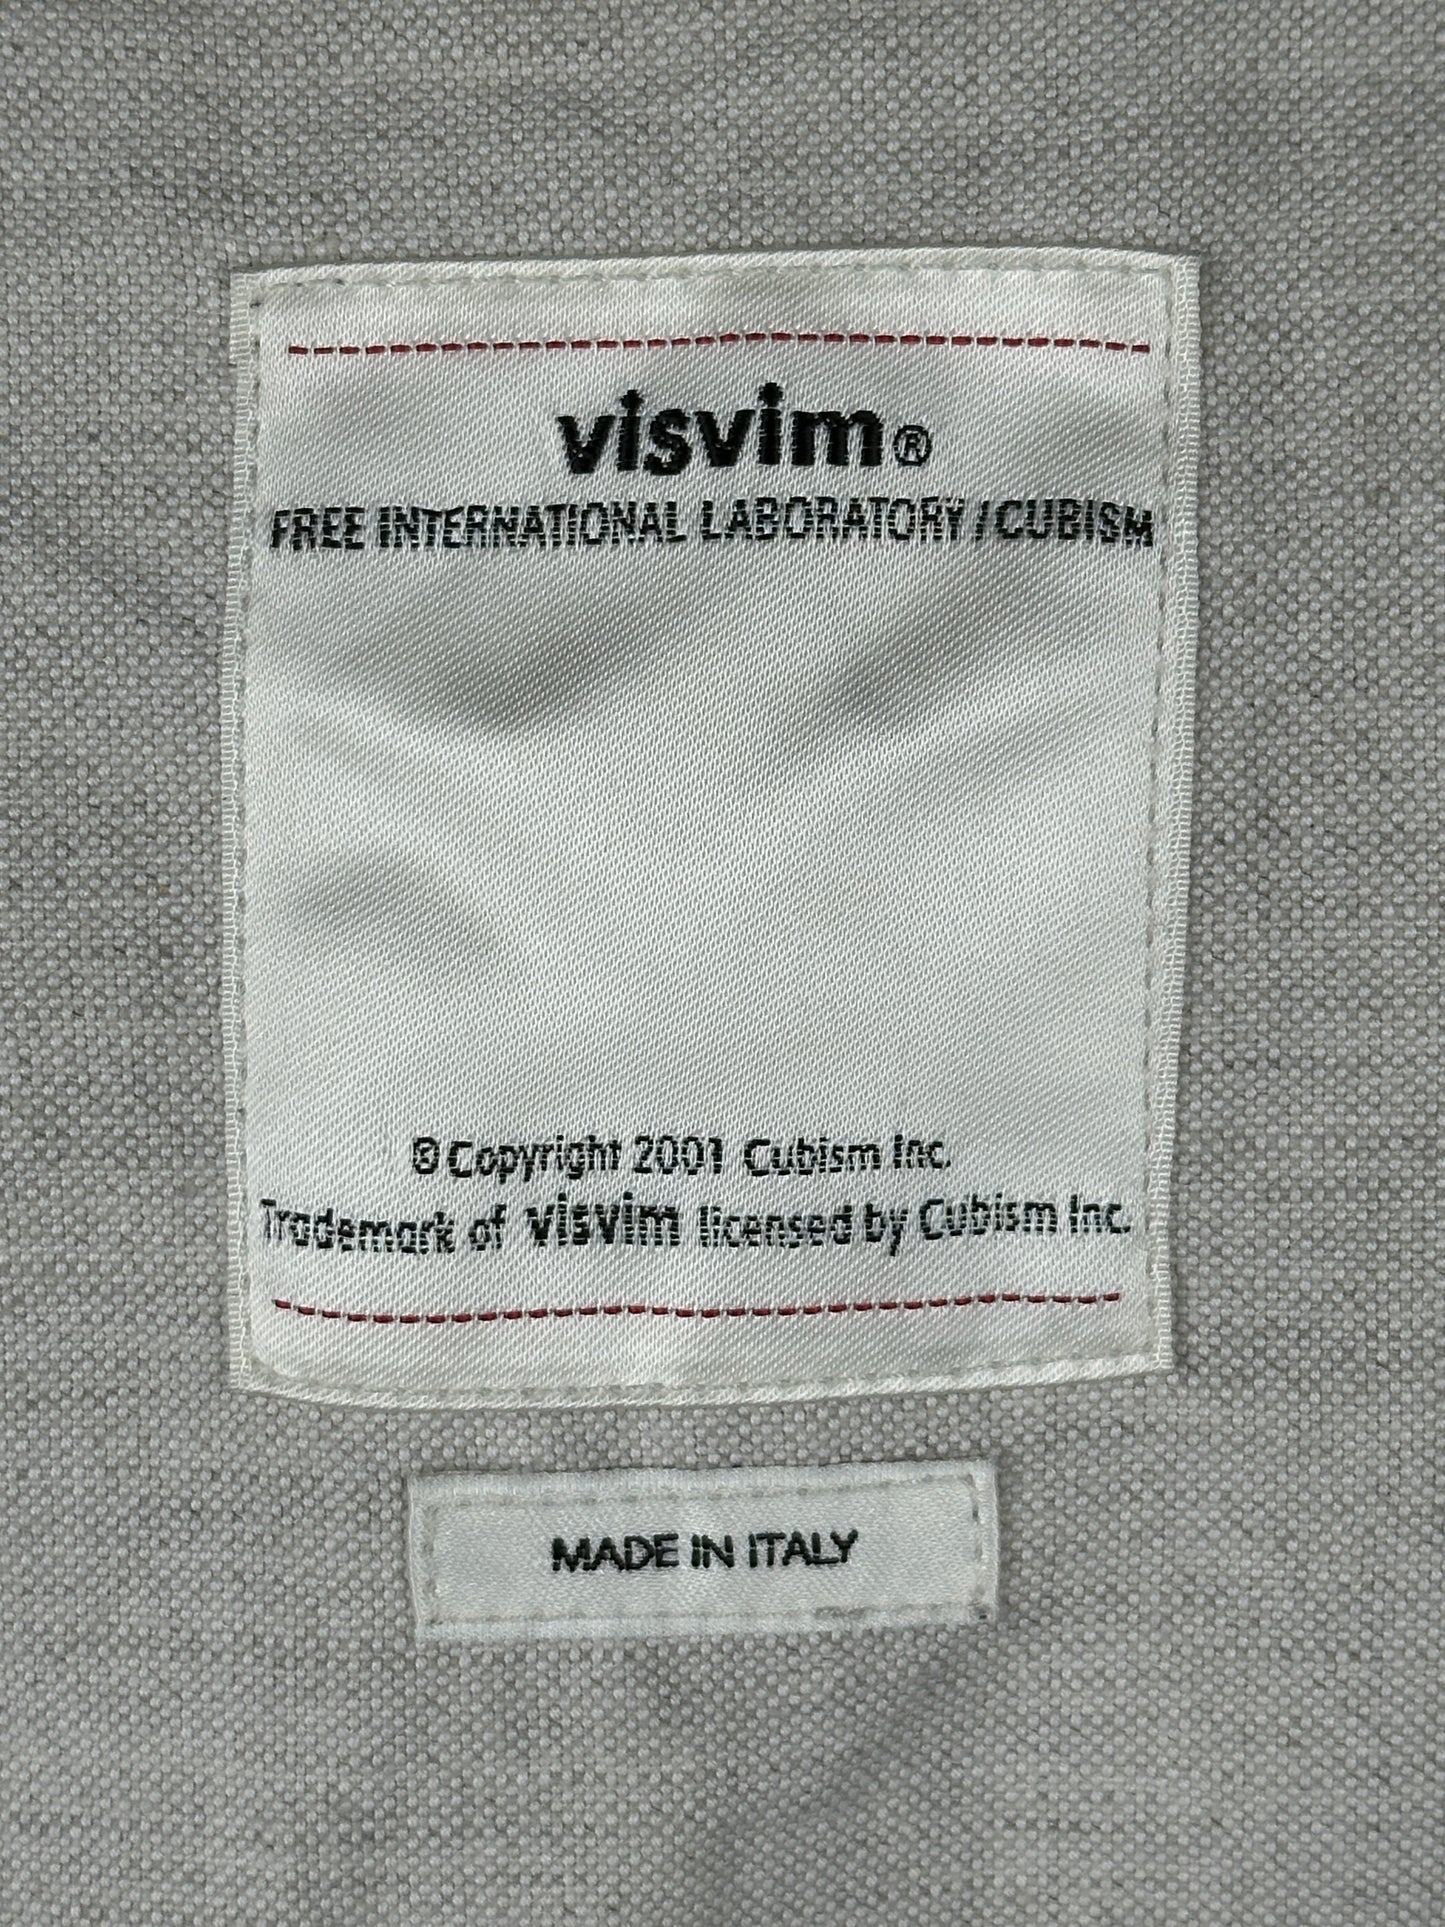 visvim®
FREE INTERNATIONAL LABORATORY / CUBISM
© Copyright 2001 Cubism Inc.
Trademark of visvim licensed by Cubism Inc.
MADE IN ITALY